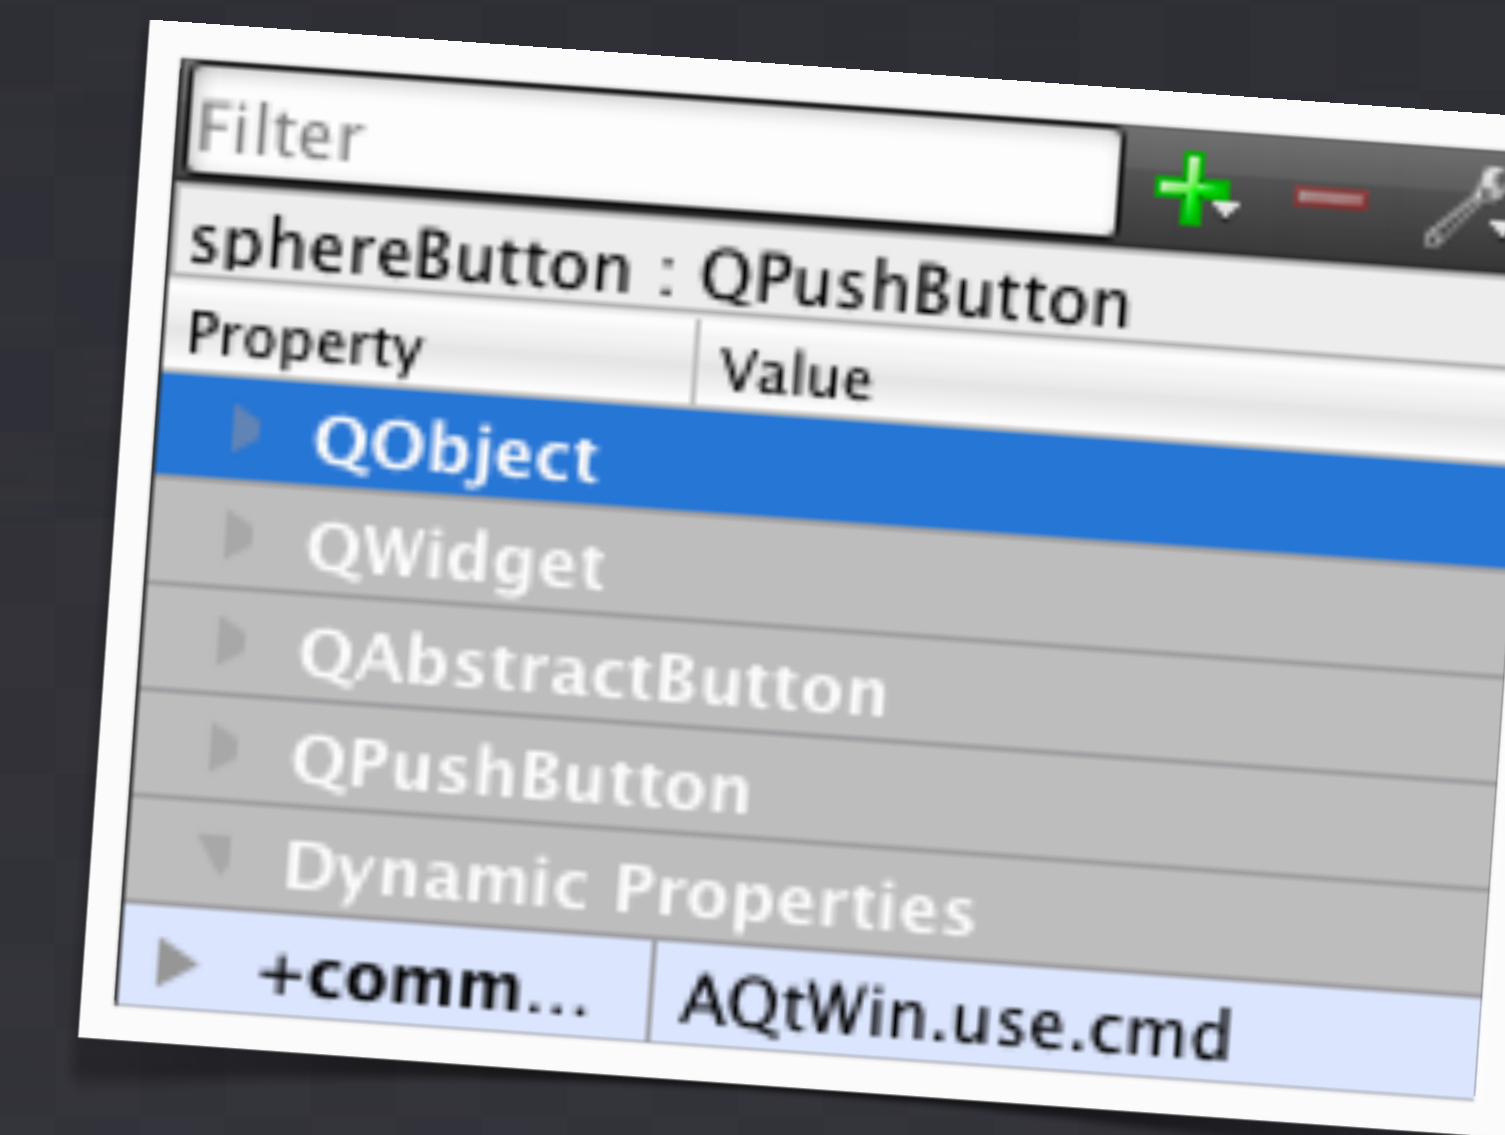 Filter
sphereButton : QPushButton
Property Value
QObject
QWidget
QAbstractButton
QPushButton
Dynamic Properties
+comm... AQtWin.use.cmd